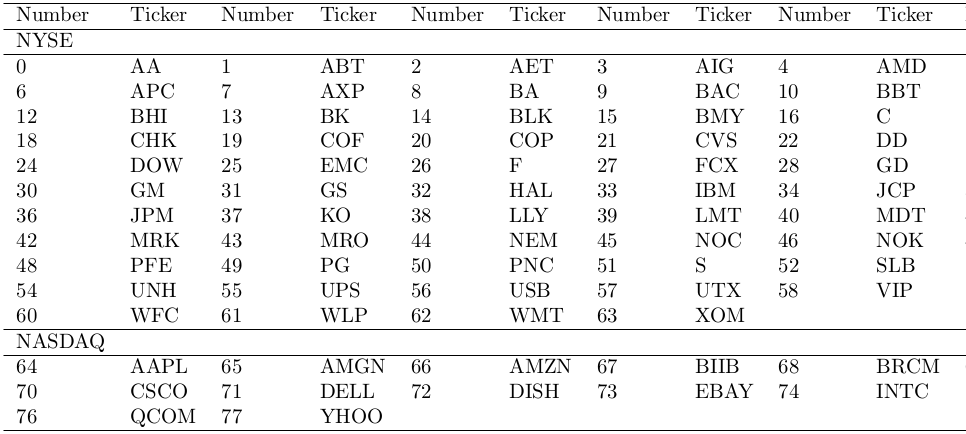 Number Ticker Number Ticker Number Ticker Number Ticker Number Ticker
NYSE
0 AA 1 ABT 2 AET 3 AIG 4 AMD
6 APC 7 AXP 8 BA 9 BAC 10 BBT
12 BHI 13 BK 14 BLK 15 BMY 16 C
18 CHK 19 COF 20 COP 21 CVS 22 DD
24 DOW 25 EMC 26 F 27 FCX 28 GD
30 GM 31 GS 32 HAL 33 IBM 34 JCP
36 JPM 37 KO 38 LLY 39 LMT 40 MDT
42 MRK 43 MRO 44 NEM 45 NOC 46 NOK
48 PFE 49 PG 50 PNC 51 S 52 SLB
54 UNH 55 UPS 56 USB 57 UTX 58 VIP
60 WFC 61 WLP 62 WMT 63 XOM
NASDAQ
64 AAPL 65 AMGN 66 AMZN 67 BIIB 68 BRCM
70 CSCO 71 DELL 72 DISH 73 EBAY 74 INTC
76 QCOM 77 YHOO